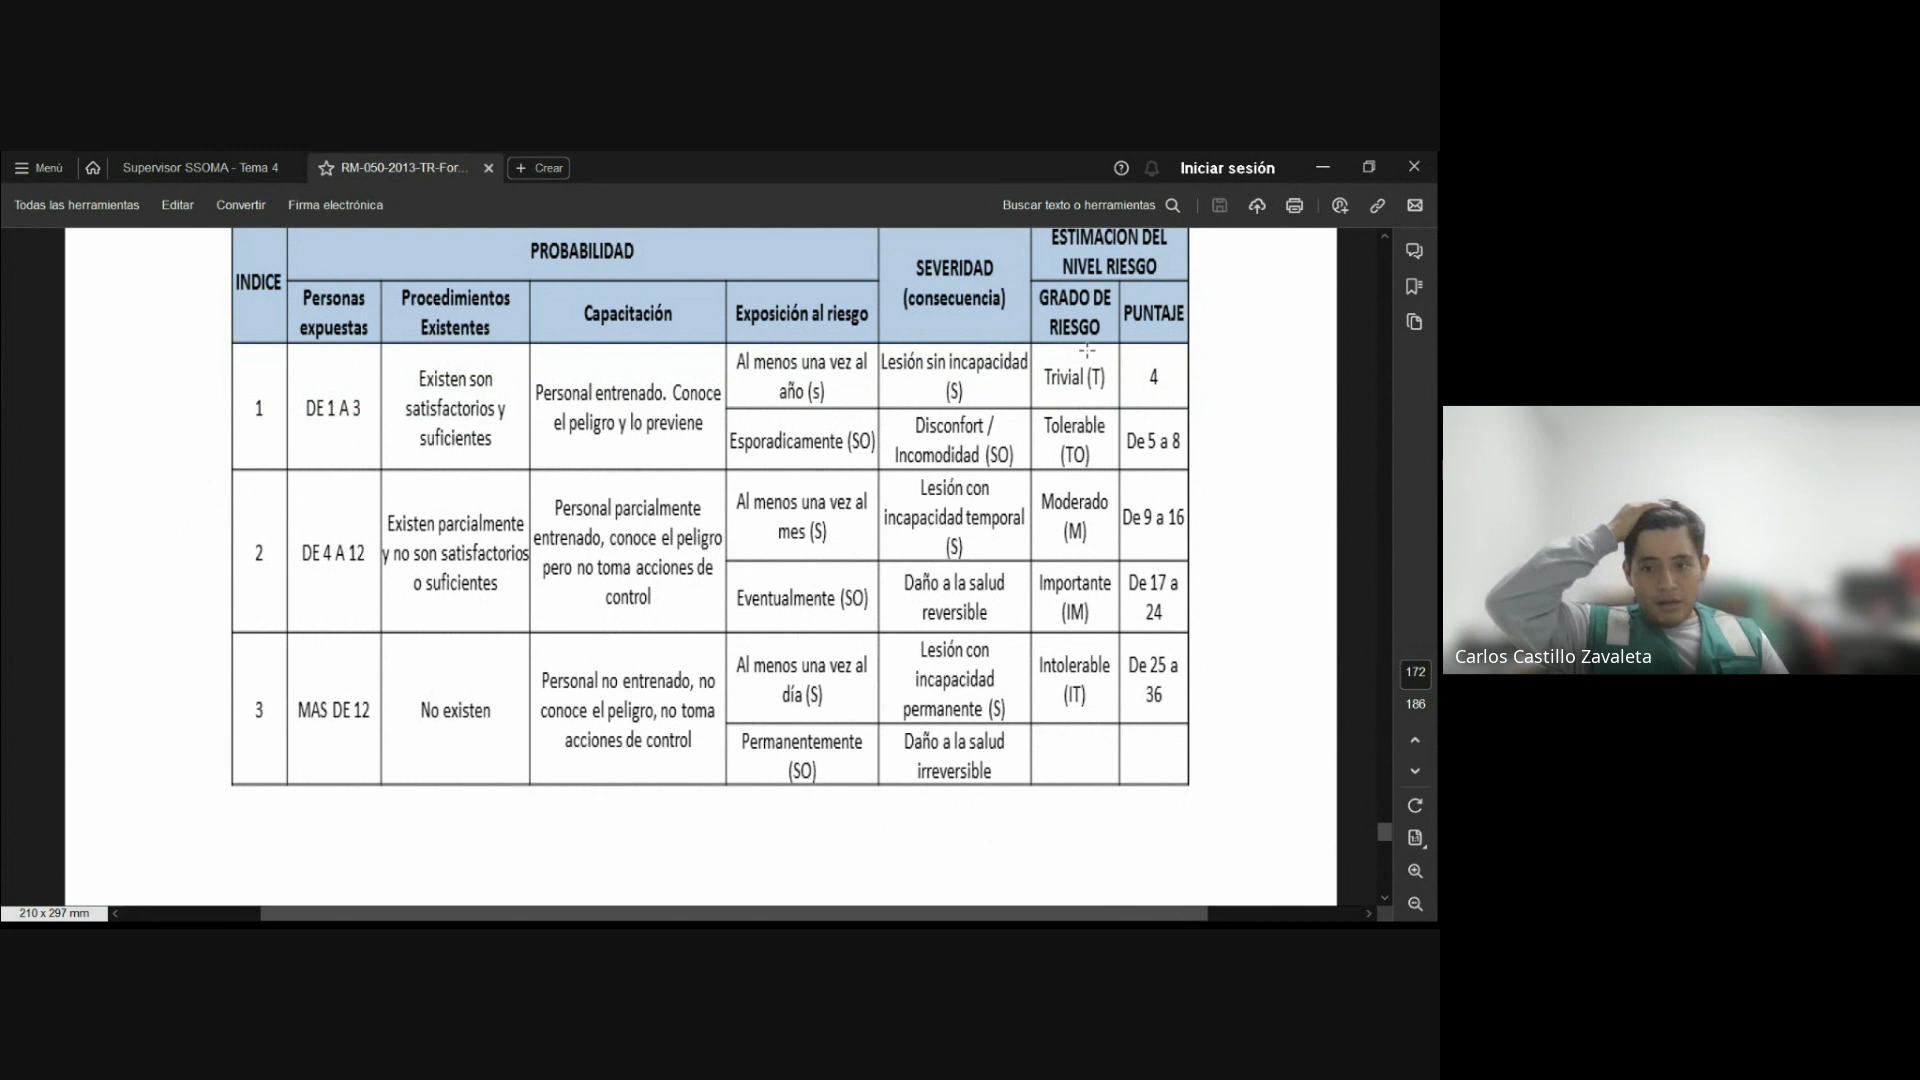 Menú
Supervisor SSOMA - Tema 4
RM-050-2013-TR-For...
Crear
Iniciar sesión
Todas las herramientas
Editar
Convertir
Firma electrónica
Buscar texto o herramientas
INDICE
PROBABILIDAD
SEVERIDAD
(consecuencia)
ESTIMACION DEL
NIVEL RIESGO
Personas
expuestas
Procedimientos
Existentes
Capacitación
Exposición al riesgo
GRADO DE
RIESGO
PUNTAJE
1
DE 1 A 3
Existen son
satisfactorios y
suficientes
Personal entrenado. Conoce
el peligro y lo previene
Al menos una vez al
año (s)
Lesión sin incapacidad
(S)
Trivial (T)
4
Esporadicamente (SO)
Disconfort /
Incomodidad (SO)
Tolerable
(TO)
De 5 a 8
2
DE 4 A 12
Existen parcialmente
y no son satisfactorios
o suficientes
Personal parcialmente
entrenado, conoce el peligro
pero no toma acciones de
control
Al menos una vez al
mes (S)
Lesión con
incapacidad temporal
(S)
Moderado
(M)
De 9 a 16
Eventualmente (SO)
Daño a la salud
reversible
Importante
(IM)
De 17 a
24
3
MAS DE 12
No existen
Personal no entrenado, no
conoce el peligro, no toma
acciones de control
Al menos una vez al
día (S)
Lesión con
incapacidad
permanente (S)
Intolerable
(IT)
De 25 a
36
Permanentemente
(SO)
Daño a la salud
irreversible
172
186
210 x 297 mm
Carlos Castillo Zavaleta